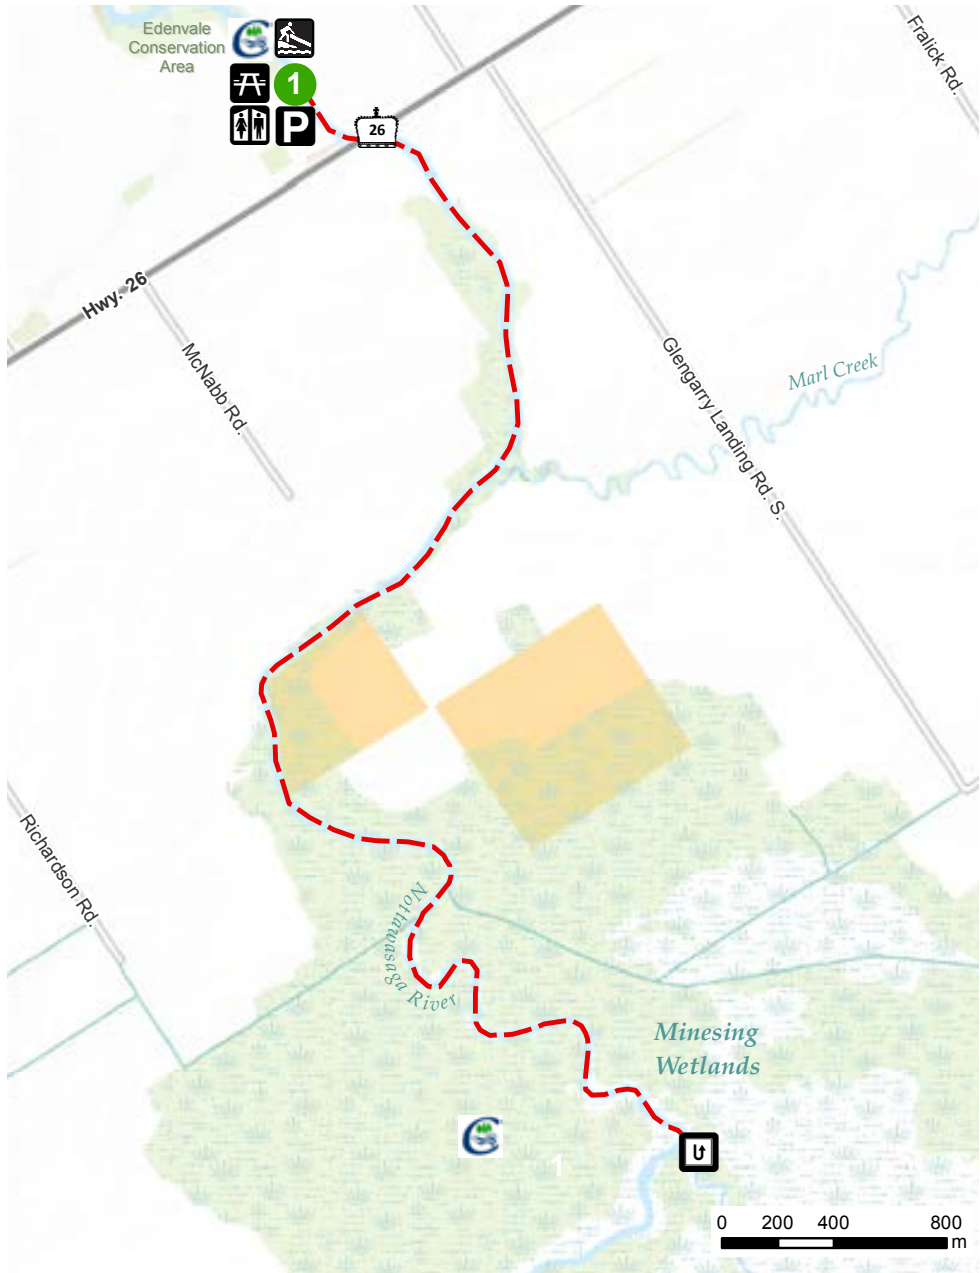 Edenvale
Conservation
Area
1
P
26
Fralick Rd.
Hwy. 26
McNabb Rd.
Glengarry Landing Rd. S.
Marl Creek
Richardson Rd.
Nottawasaga River
Minesing
Wetlands
1
0 200 400 800
m